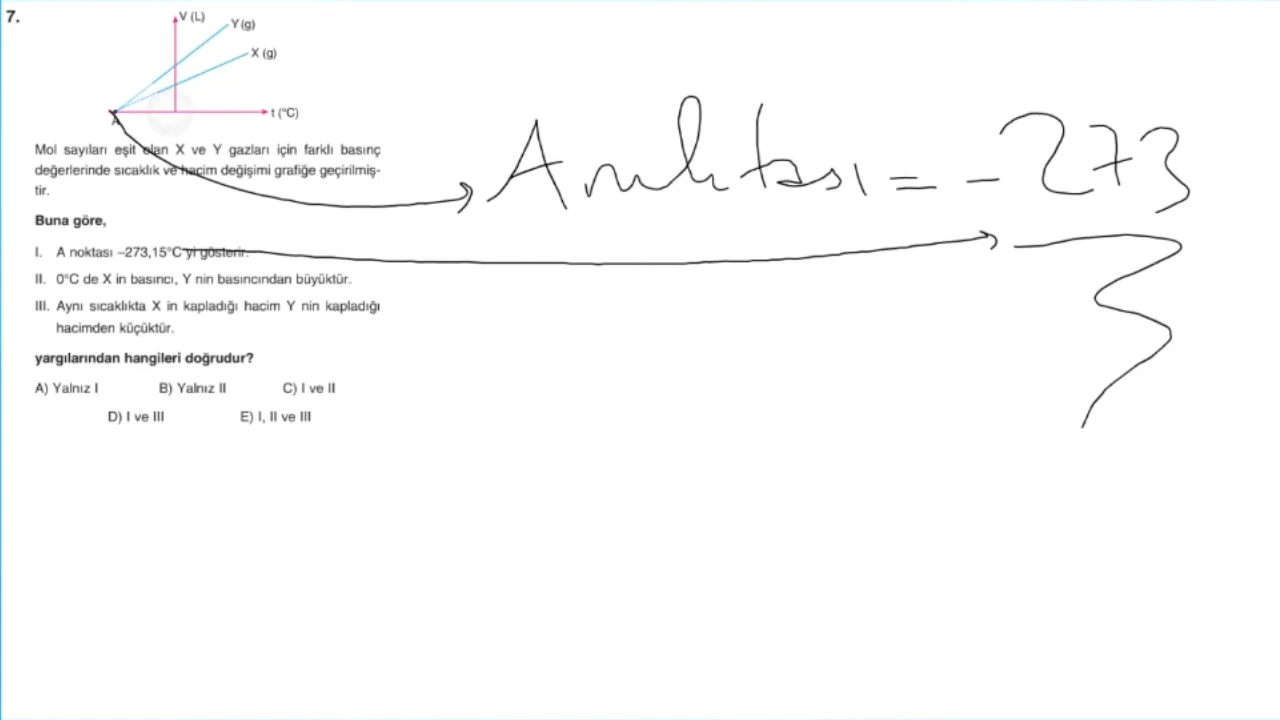 7.
V (L)
Y (g)
X (g)
t (°C)
A
Mol sayıları eşit olan X ve Y gazları için farklı basınç
değerlerinde sıcaklık ve hacim değişimi grafiğe geçirilmiş-
tir.
Buna göre,
I. A noktası –273,15°C yi gösterir.
II. 0°C de X in basıncı, Y nin basıncından büyüktür.
III. Aynı sıcaklıkta X in kapladığı hacim Y nin kapladığı
hacimden küçüktür.
yargılarından hangileri doğrudur?
A) Yalnız I B) Yalnız II C) I ve II
D) I ve III E) I, II ve III
= -273